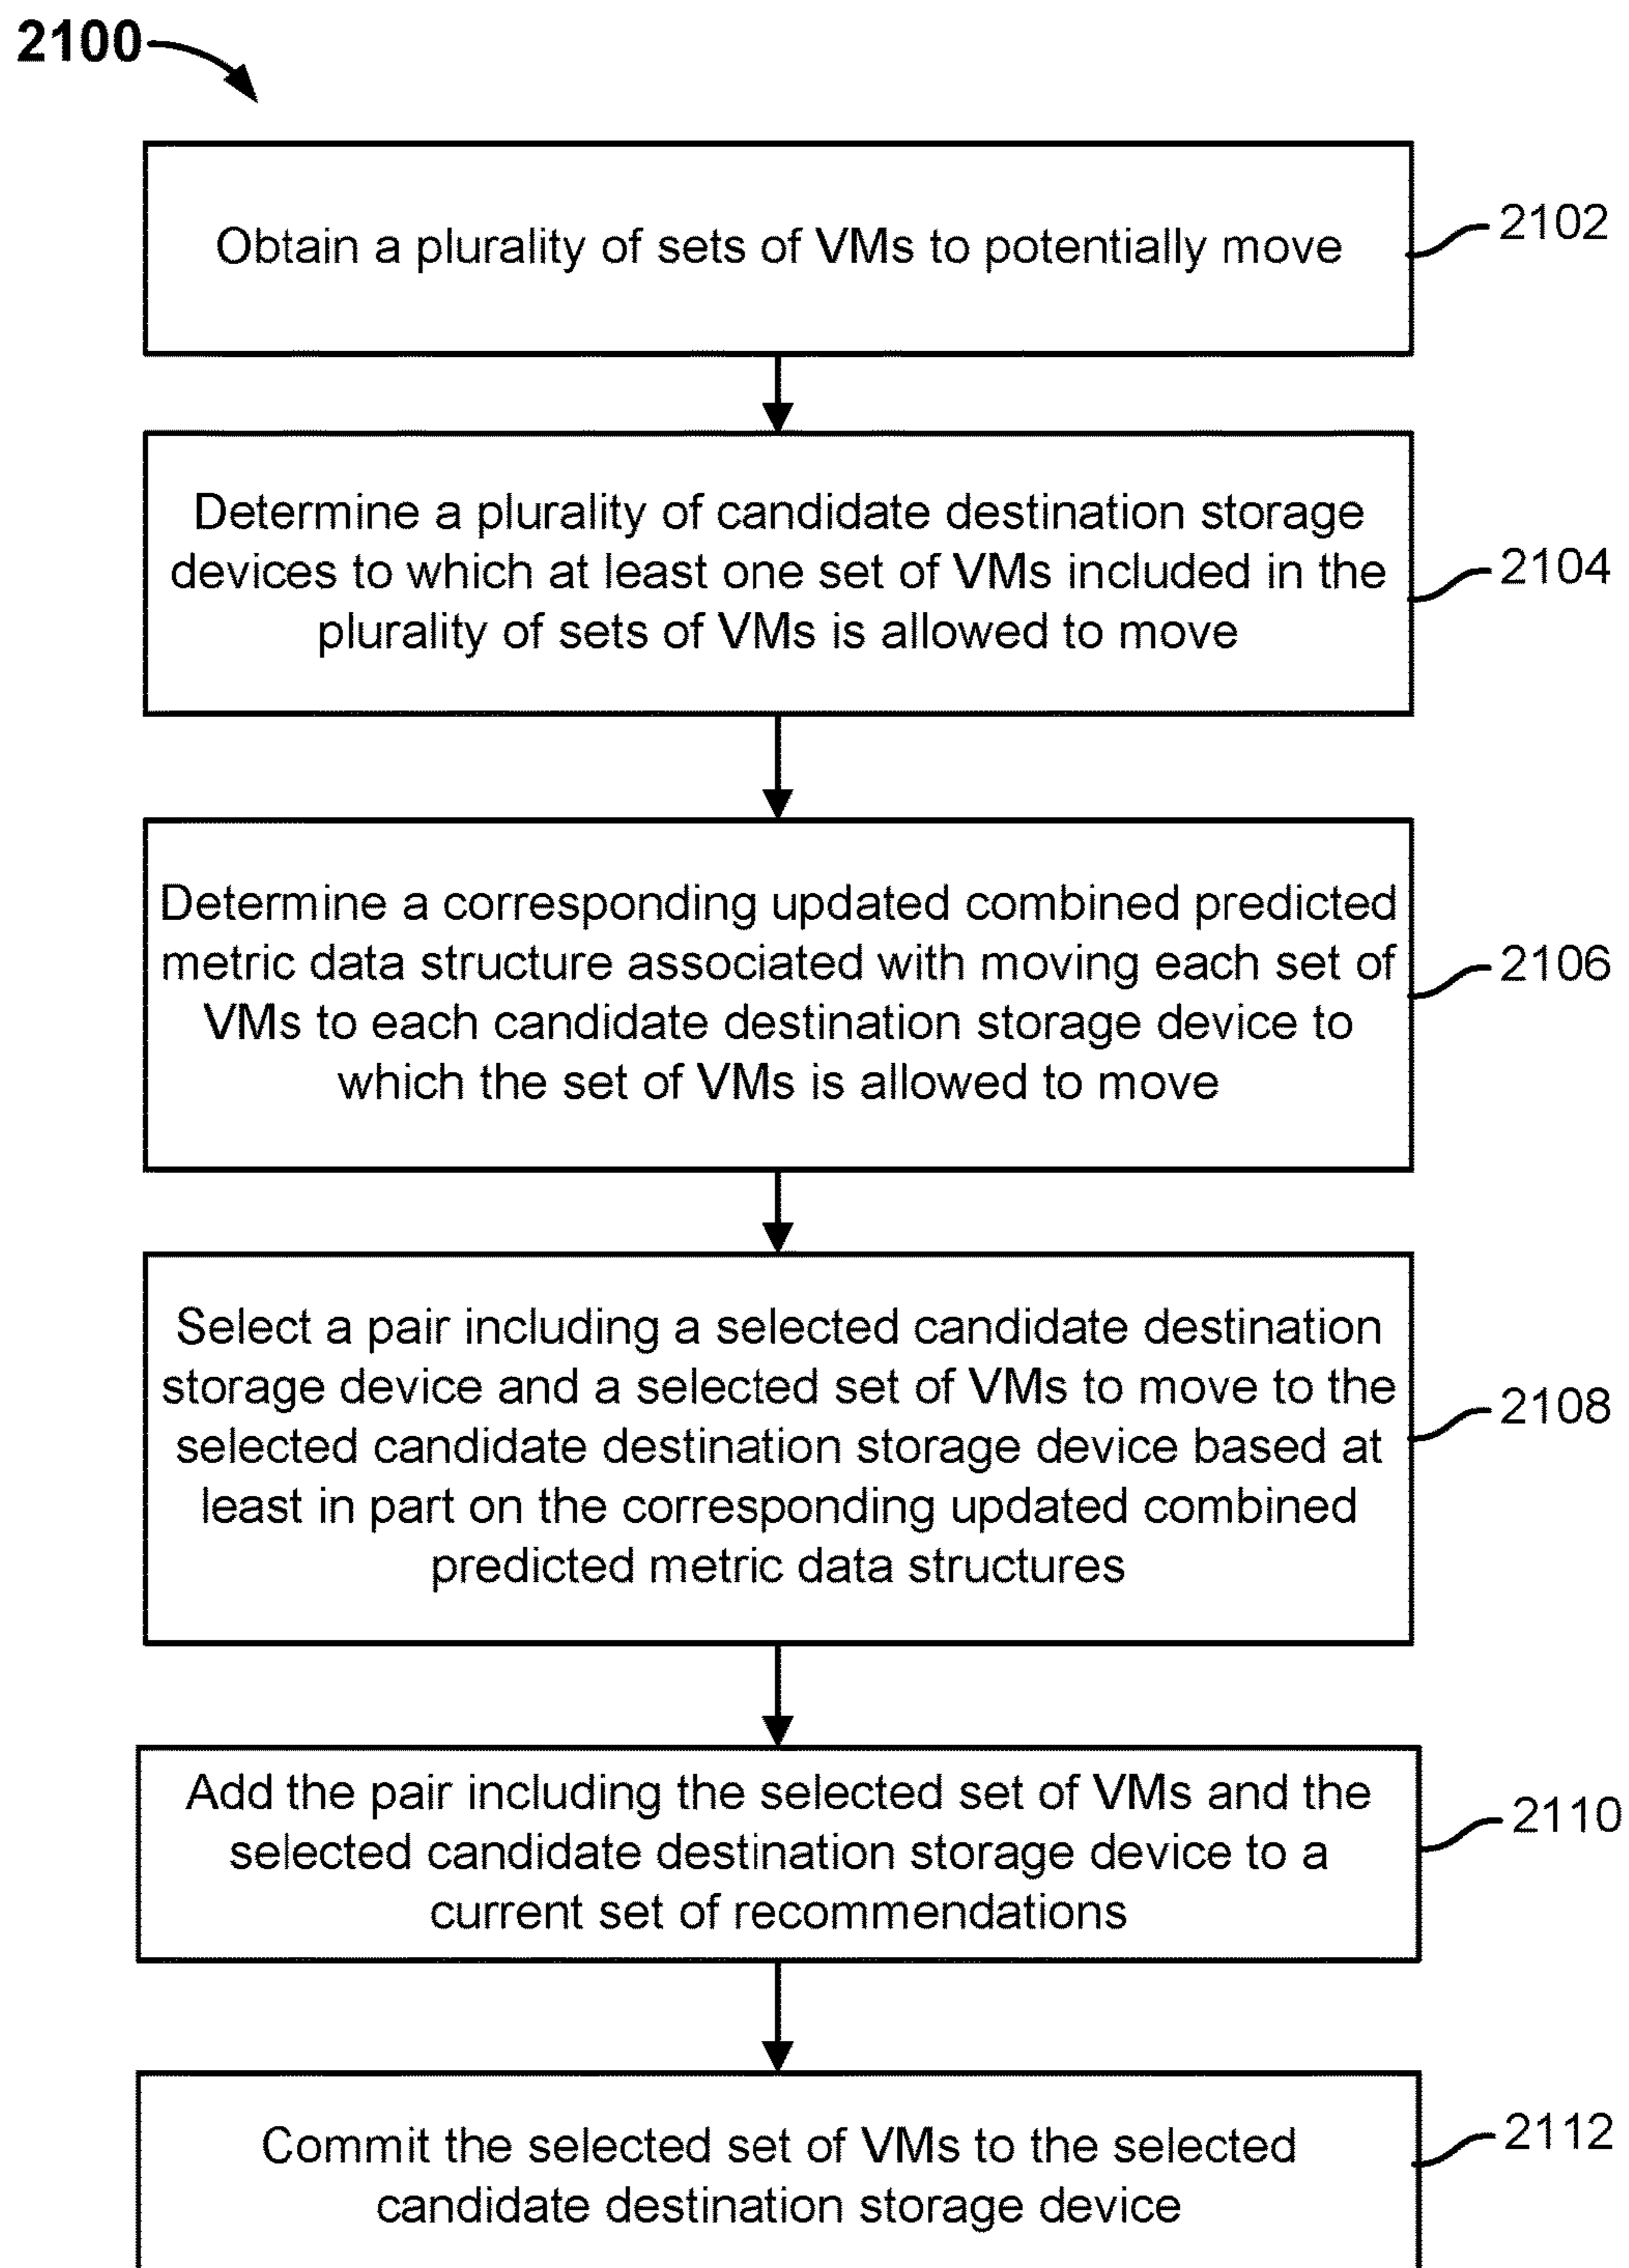 2100
Obtain a plurality of sets of VMs to potentially move
2102
Determine a plurality of candidate destination storage
devices to which at least one set of VMs included in the
plurality of sets of VMs is allowed to move
2104
Determine a corresponding updated combined predicted
metric data structure associated with moving each set of
VMs to each candidate destination storage device to
which the set of VMs is allowed to move
2106
Select a pair including a selected candidate destination
storage device and a selected set of VMs to move to the
selected candidate destination storage device based at
least in part on the corresponding updated combined
predicted metric data structures
2108
Add the pair including the selected set of VMs and the
selected candidate destination storage device to a
current set of recommendations
2110
Commit the selected set of VMs to the selected
candidate destination storage device
2112